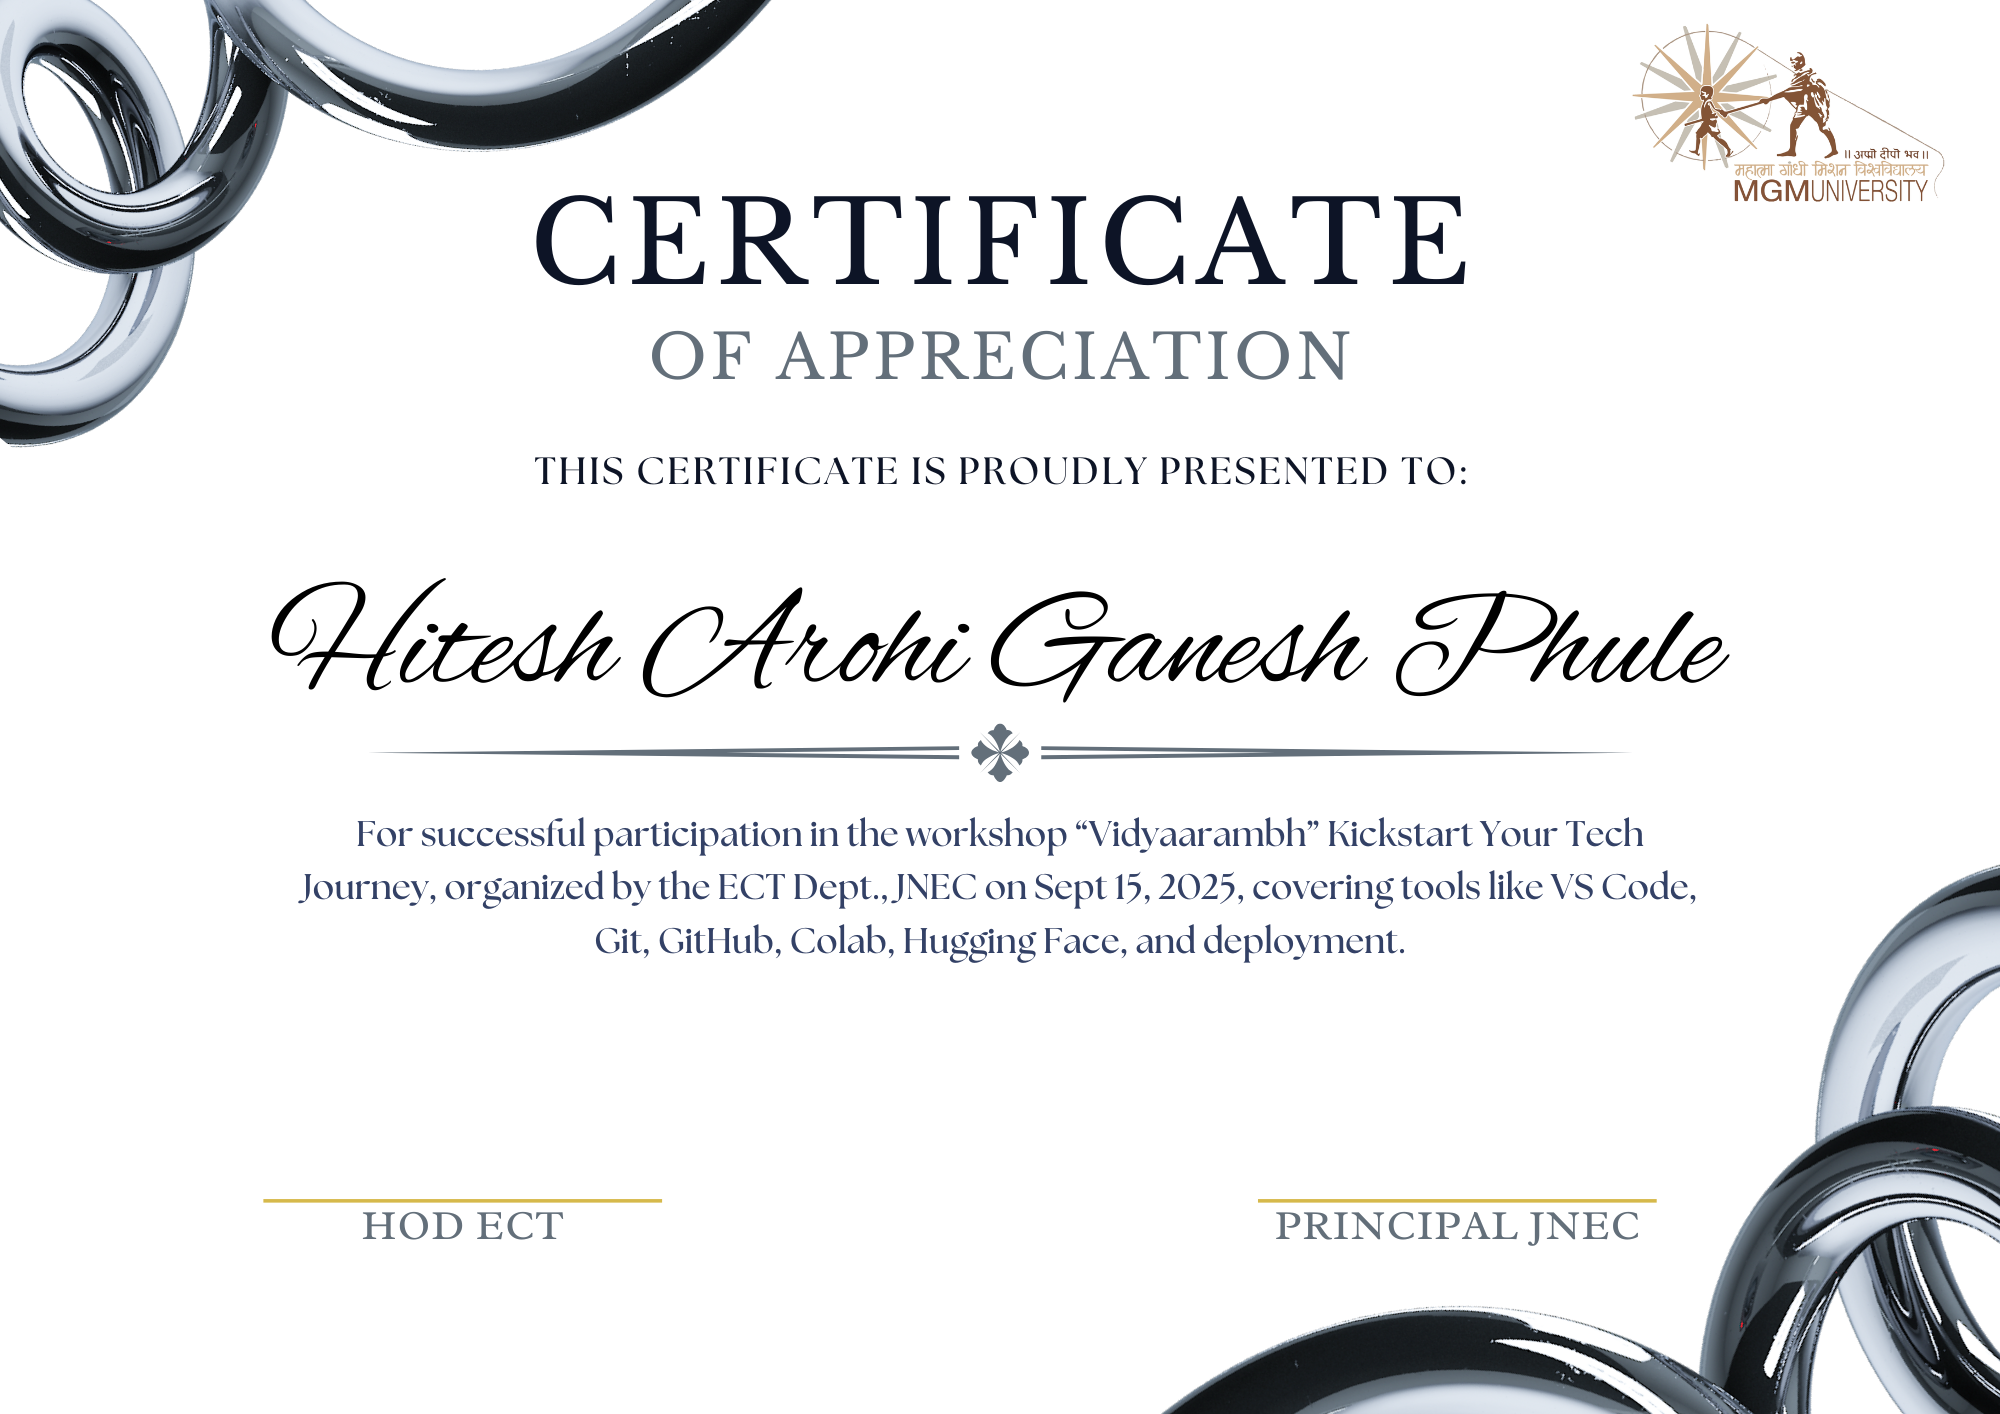 ॥ अप्पो दीपो भव ॥
महात्मा गांधी मिशन विश्वविद्यालय
MGMUNIVERSITY
CERTIFICATE
OF APPRECIATION
THIS CERTIFICATE IS PROUDLY PRESENTED TO:
Hitesh Arohi Ganesh Phule
For successful participation in the workshop “Vidyaarambh” Kickstart Your Tech
Journey, organized by the ECT Dept., JNEC on Sept 15, 2025, covering tools like VS Code,
Git, GitHub, Colab, Hugging Face, and deployment.
HOD ECT
PRINCIPAL JNEC